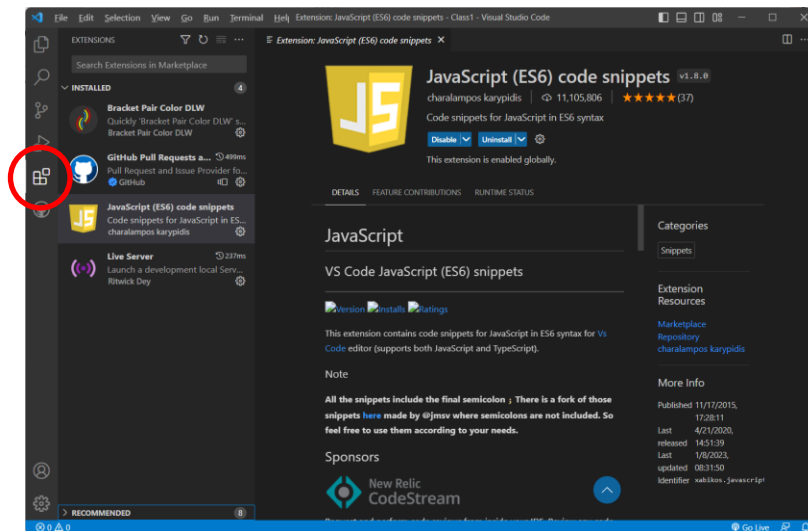 File Edit Selection View Go Run Terminal Help Extension: JavaScript (ES6) code snippets - Class1 - Visual Studio Code
EXTENSIONS
Search Extensions in Marketplace
INSTALLED 4
Bracket Pair Color DLW
Quickly 'Bracket Pair Color DLW' s...
Bracket Pair Color DLW
GitHub Pull Requests a... 499ms
Pull Request and Issue Provider fo...
GitHub
JavaScript (ES6) code snippets
Code snippets for JavaScript in ES...
charalampos karypidis
Live Server 237ms
Launch a development local Serv...
Ritwick Dey
RECOMMENDED 8
0 0
Extension: JavaScript (ES6) code snippets
JS
JavaScript (ES6) code snippets v1.8.0
charalampos karypidis 11,105,806 (37)
Code snippets for JavaScript in ES6 syntax
Disable Uninstall
This extension is enabled globally.
DETAILS FEATURE CONTRIBUTIONS RUNTIME STATUS
JavaScript
VS Code JavaScript (ES6) snippets
Version Installs Ratings
This extension contains code snippets for JavaScript in ES6 syntax for Vs
Code editor (supports both JavaScript and TypeScript).
Note
All the snippets include the final semicolon ; There is a fork of those
snippets here made by @jmsv where semicolons are not included. So
feel free to use them according to your needs.
Sponsors
New Relic
CodeStream
Categories
Snippets
Extension
Resources
Marketplace
Repository
charalampos karypidis
More Info
Published 11/17/2015,
17:28:11
Last 4/21/2020,
released 14:51:39
Last 1/8/2023,
updated 08:31:50
Identifier xabikos.javascript
Go Live